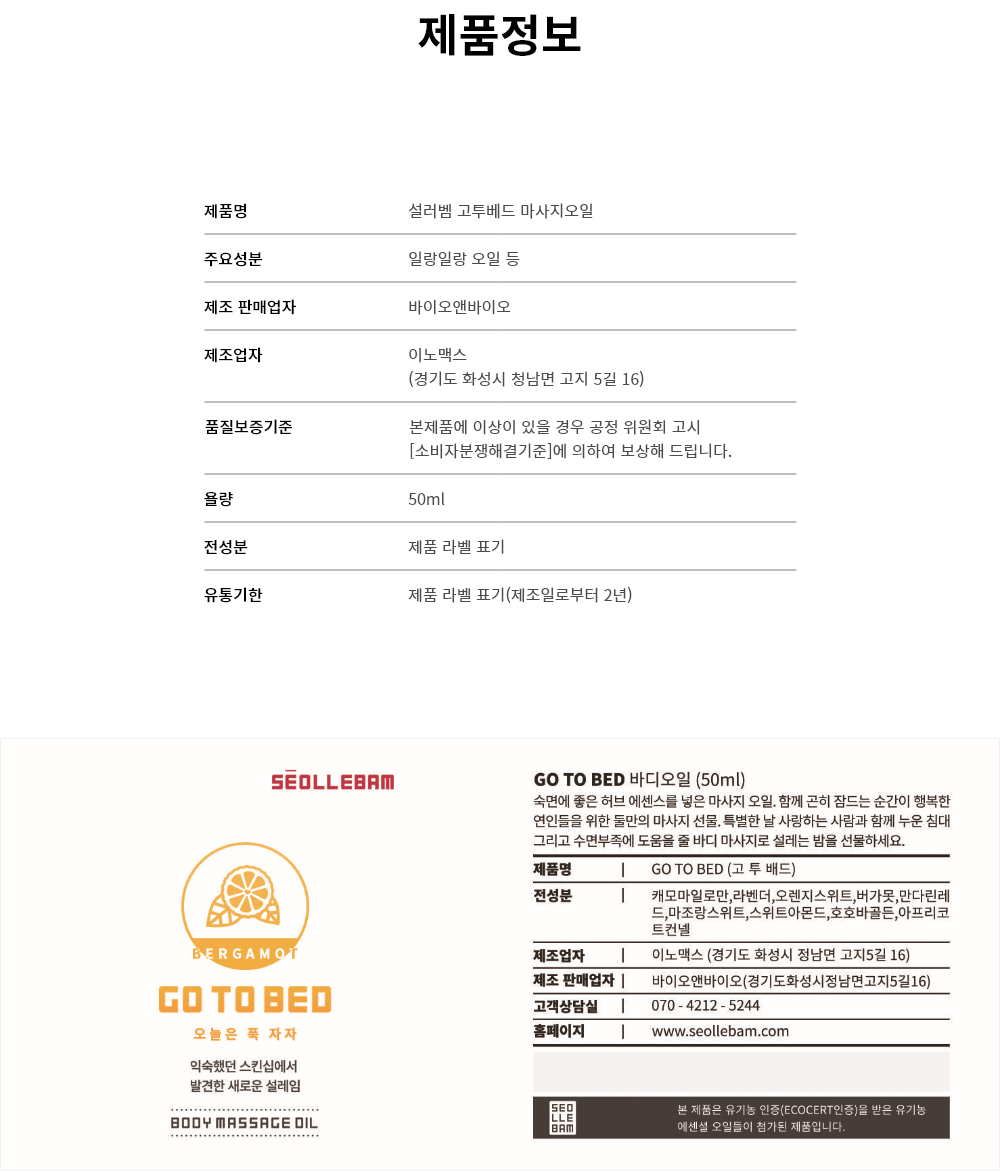 제품정보
제품명 설러벰 고투베드 마사지오일
주요성분 일랑일랑 오일 등
제조 판매업자 바이오앤바이오
제조업자 이노맥스
(경기도 화성시 청남면 고지 5길 16)
품질보증기준 본제품에 이상이 있을 경우 공정 위원회 고시
[소비자분쟁해결기준]에 의하여 보상해 드립니다.
욜량 50ml
전성분 제품 라벨 표기
유통기한 제품 라벨 표기(제조일로부터 2년)
SĒOLLEBAM
BERGAMOT
GO TO BED
오늘은 푹 자자
익숙했던 스킨십에서
발견한 새로운 설레임
BODY MASSAGE OIL
GO TO BED 바디오일 (50ml)
숙면에 좋은 허브 에센스를 넣은 마사지 오일. 함께 곤히 잠드는 순간이 행복한
연인들을 위한 둘만의 마사지 선물. 특별한 날 사랑하는 사람과 함께 누운 침대
그리고 수면부족에 도움을 줄 바디 마사지로 설레는 밤을 선물하세요.
제품명 | GO TO BED (고 투 배드)
전성분 | 캐모마일로만,라벤더,오렌지스위트,버가못,만다린레
드,마조랑스위트,스위트아몬드,호호바골든,아프리코
트컨넬
제조업자 | 이노맥스 (경기도 화성시 정남면 고지5길 16)
제조 판매업자 | 바이오앤바이오(경기도화성시정남면고지5길16)
고객상담실 | 070 - 4212 - 5244
홈페이지 | www.seollebam.com
SEO
LLE
BAM
본 제품은 유기농 인증(ECOCERT인증)을 받은 유기농
에센셜 오일들이 첨가된 제품입니다.